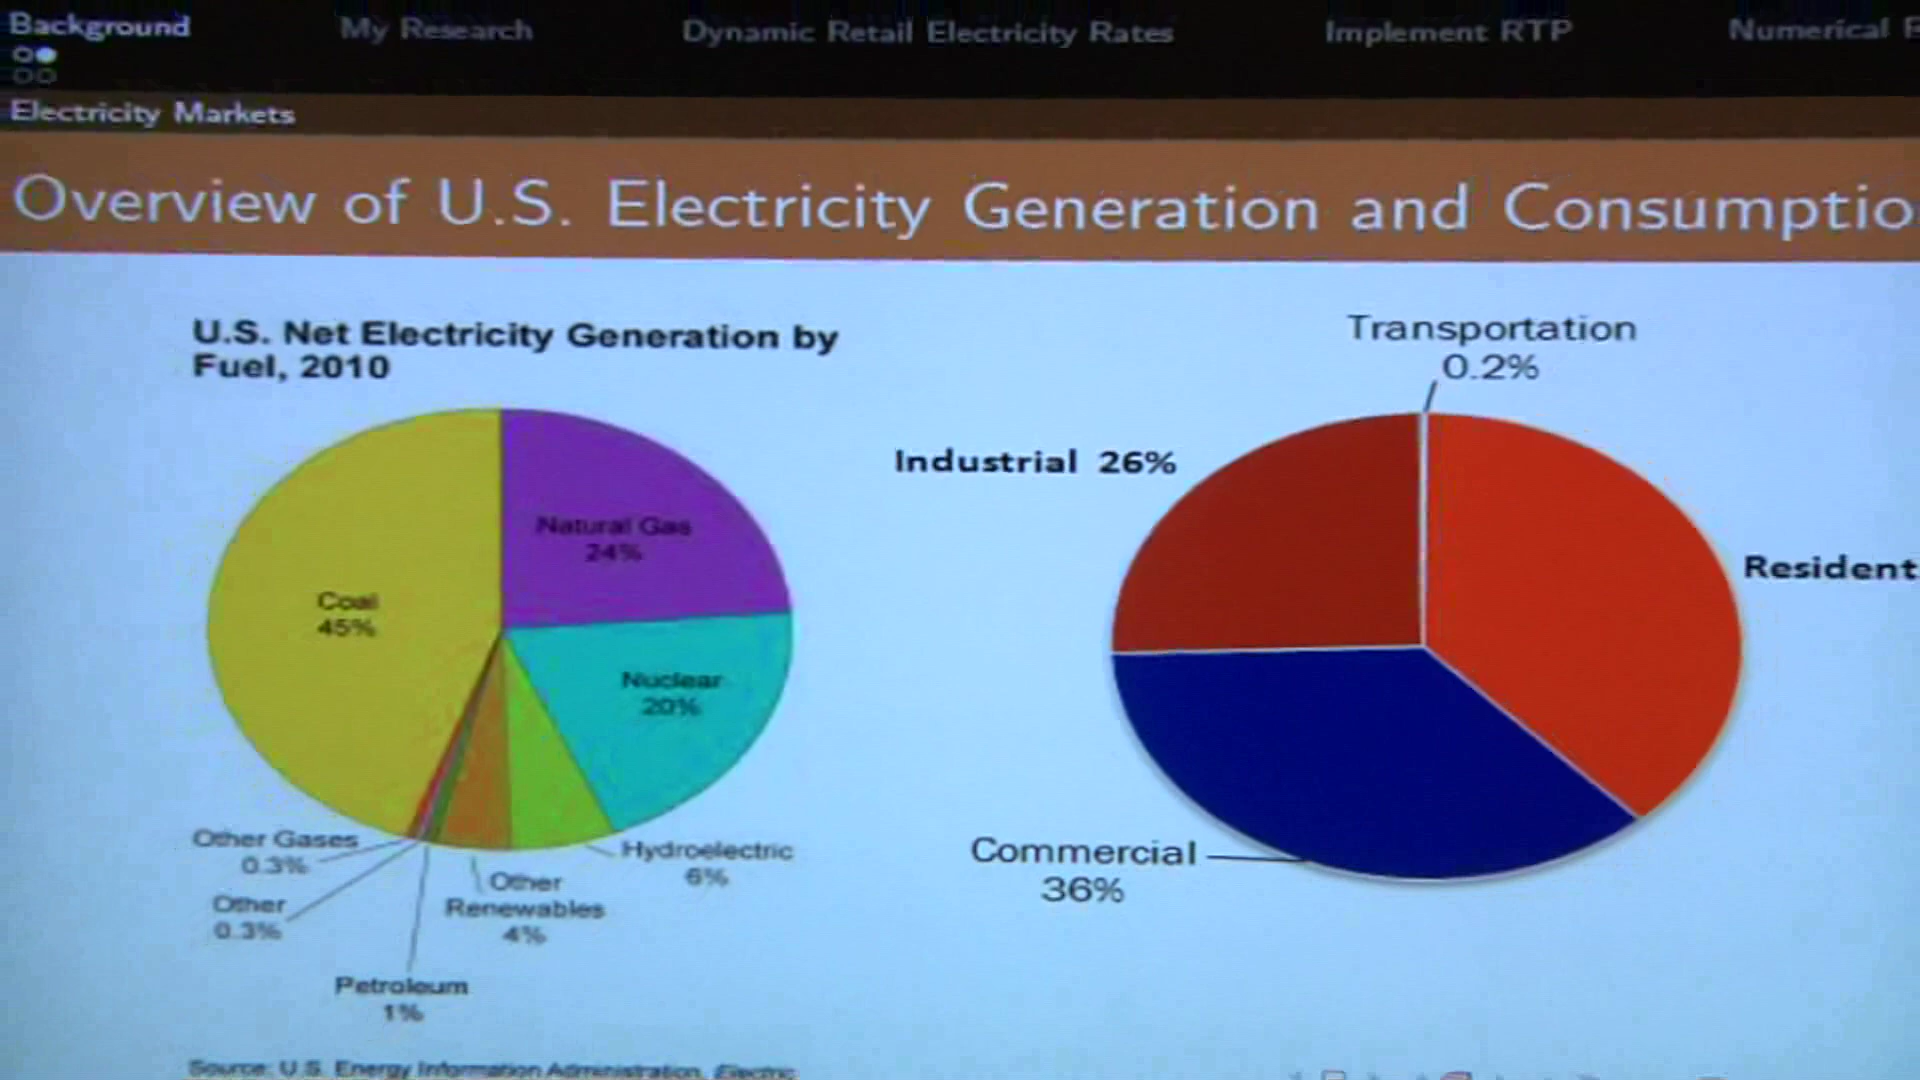 Background
My Research
Dynamic Retail Electricity Rates
Implement RTP
Numerical
Electricity Markets
Overview of U.S. Electricity Generation and Consumptio
U.S. Net Electricity Generation by
Fuel, 2010
Natural Gas
24%
Coal
45%
Nuclear
20%
Hydroelectric
6%
Other
Renewables
4%
Other Gases
0.3%
Other
0.3%
Petroleum
1%
Source: U.S. Energy Information Administration, Electric
Transportation
0.2%
Industrial 26%
Resident
Commercial
36%